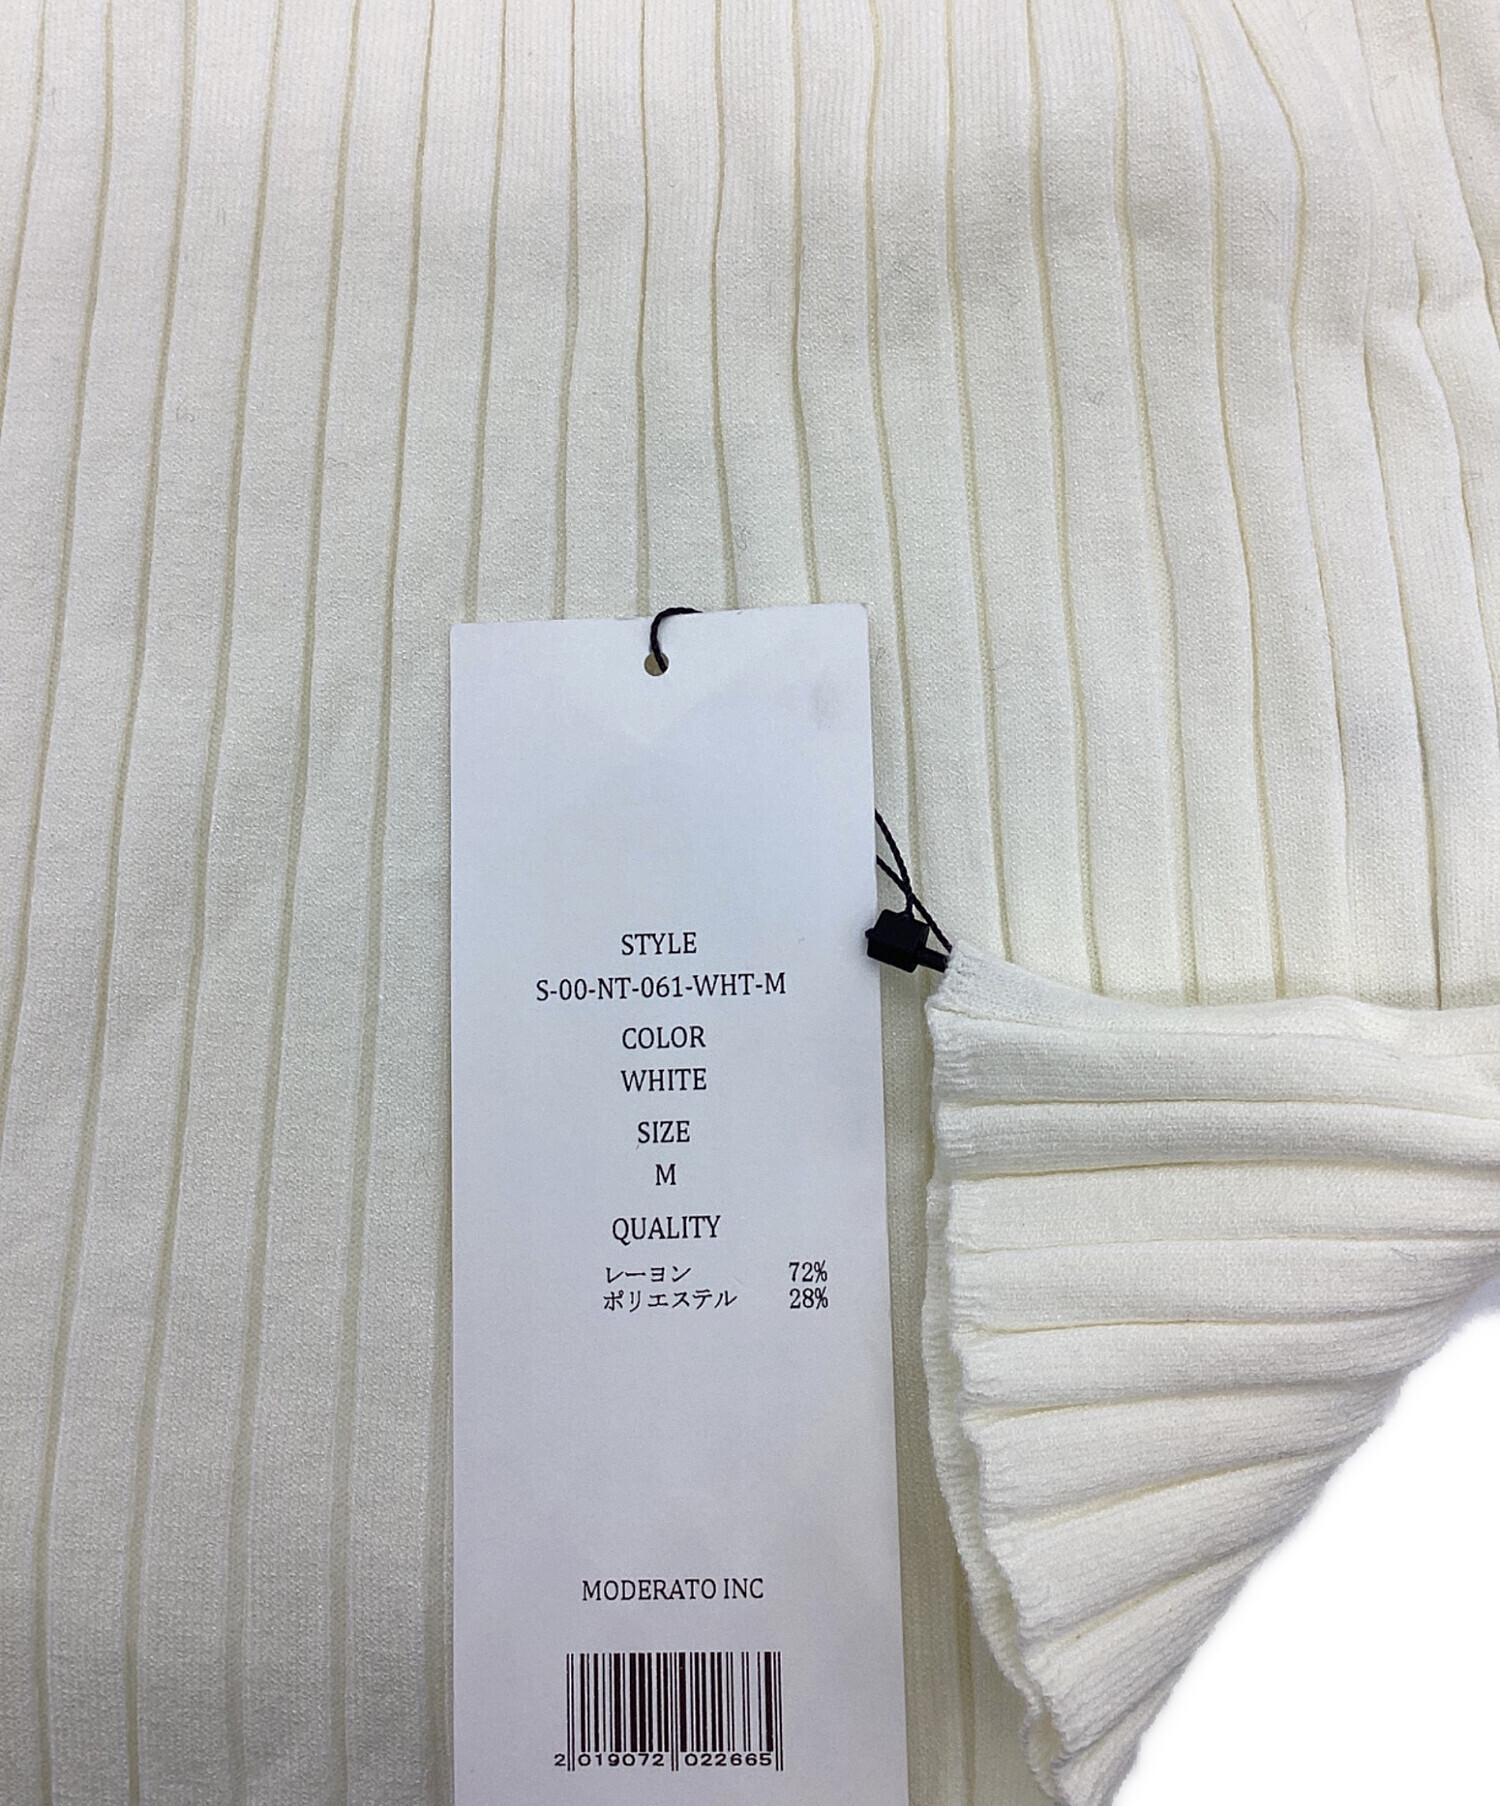 STYLE
S-00-NT-061-WHT-M
COLOR
WHITE
SIZE
M
QUALITY
レーヨン 72%
ポリエステル 28%
MODERATO INC
2 019072 022665